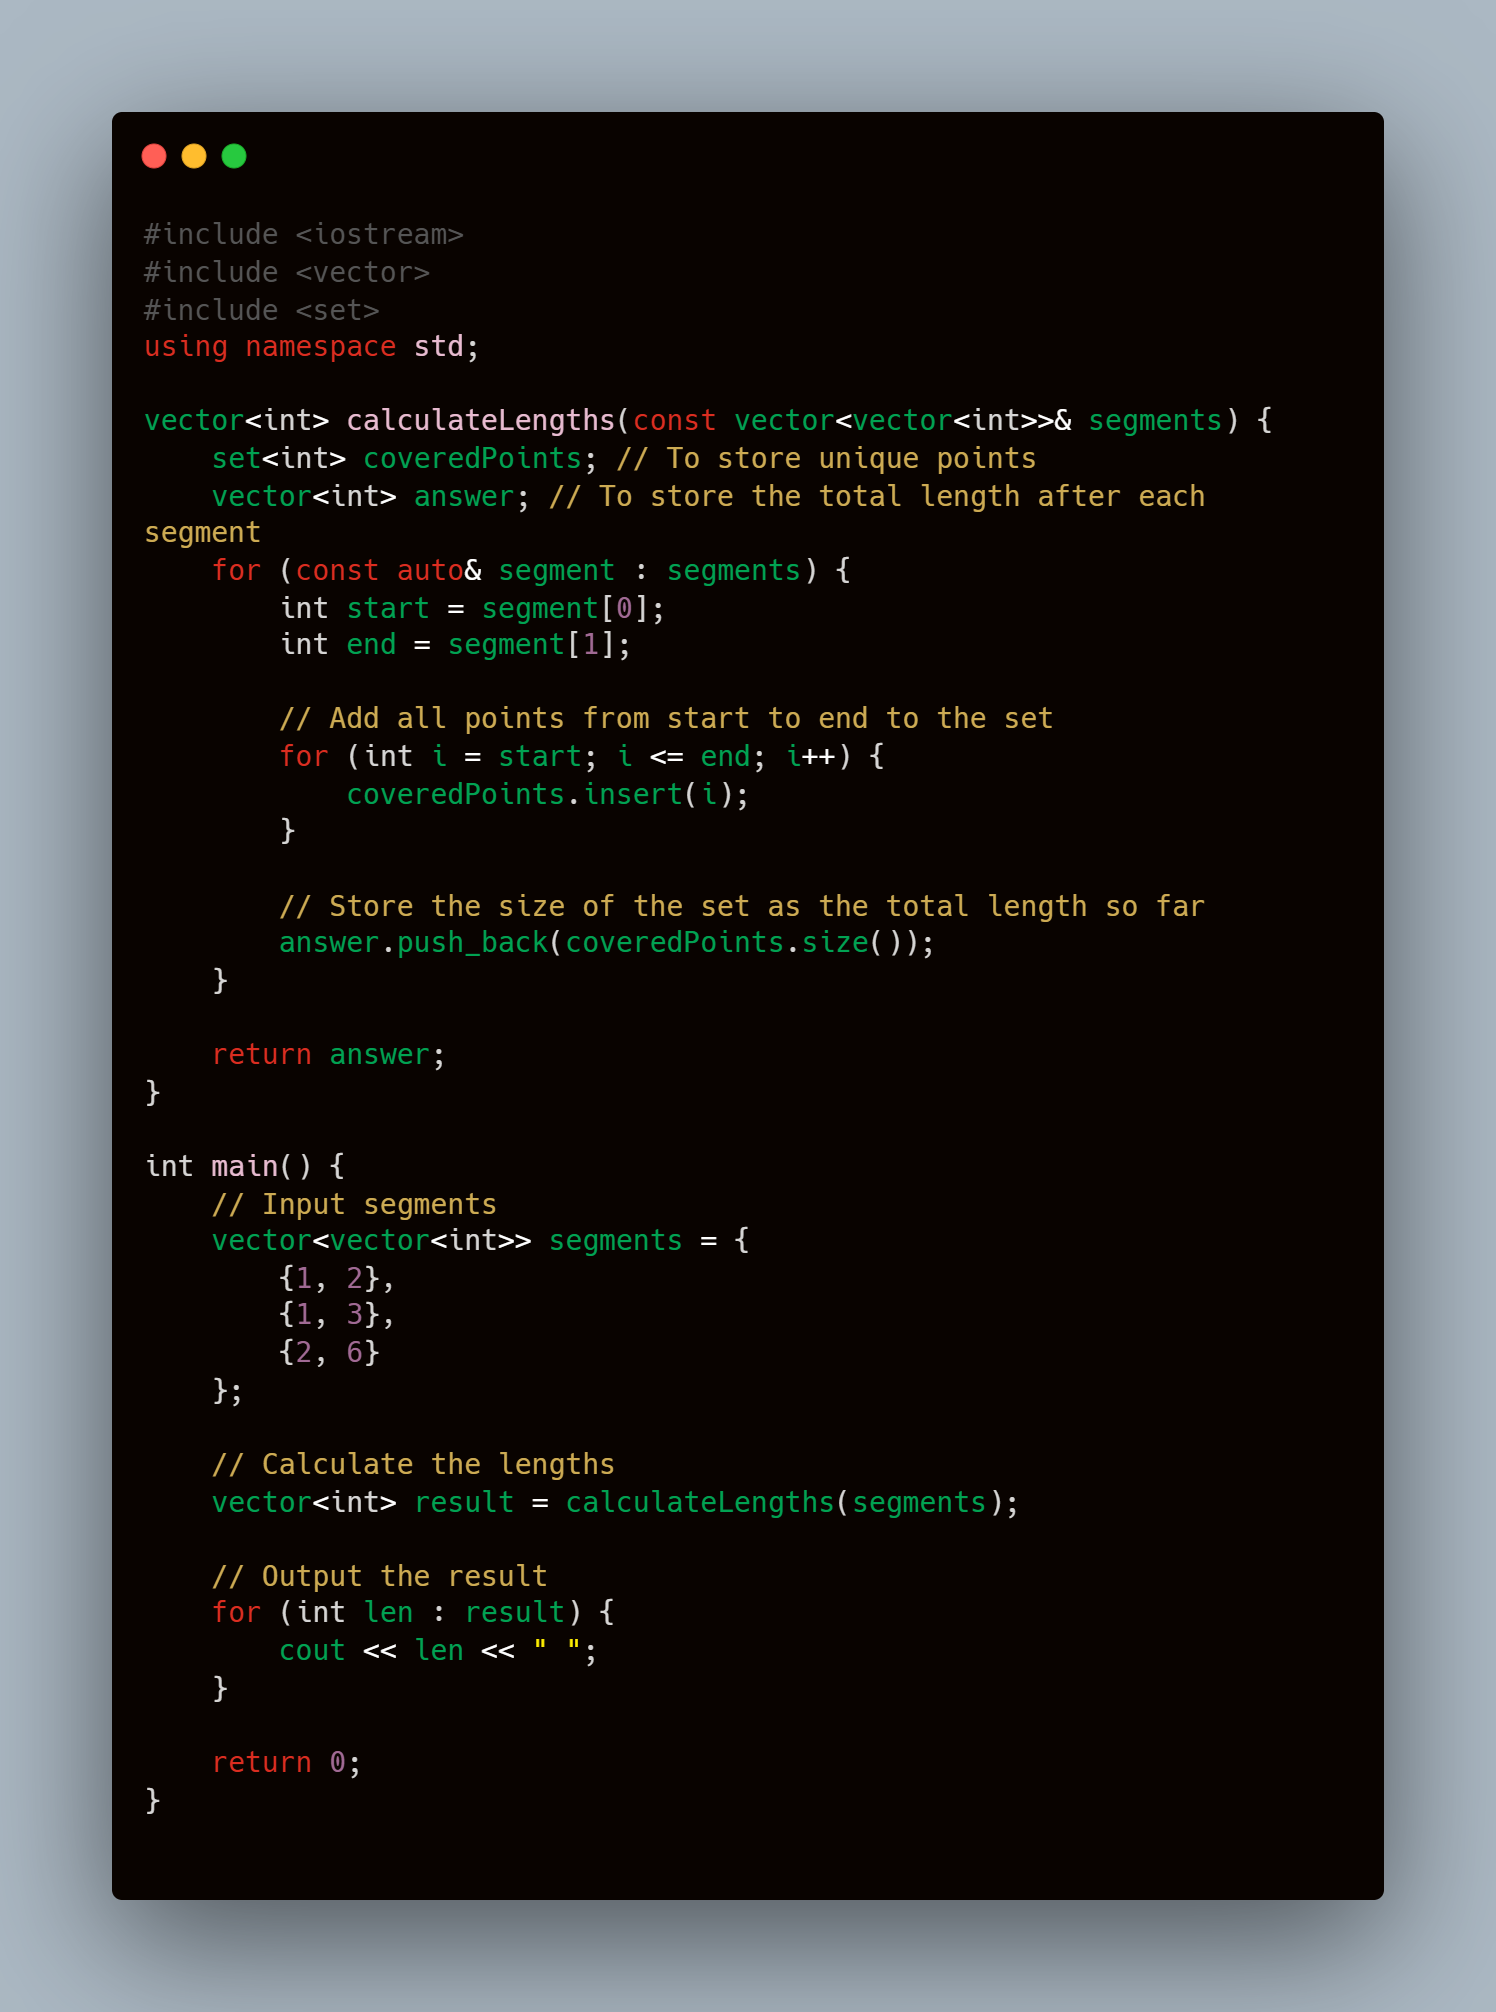 #include <iostream>
#include <vector>
#include <set>
using namespace std;

vector<int> calculateLengths(const vector<vector<int>>& segments) {
    set<int> coveredPoints; // To store unique points
    vector<int> answer; // To store the total length after each
segment
    for (const auto& segment : segments) {
        int start = segment[0];
        int end = segment[1];

        // Add all points from start to end to the set
        for (int i = start; i <= end; i++) {
            coveredPoints.insert(i);
        }

        // Store the size of the set as the total length so far
        answer.push_back(coveredPoints.size());
    }

    return answer;
}

int main() {
    // Input segments
    vector<vector<int>> segments = {
        {1, 2},
        {1, 3},
        {2, 6}
    };

    // Calculate the lengths
    vector<int> result = calculateLengths(segments);

    // Output the result
    for (int len : result) {
        cout << len << " ";
    }

    return 0;
}